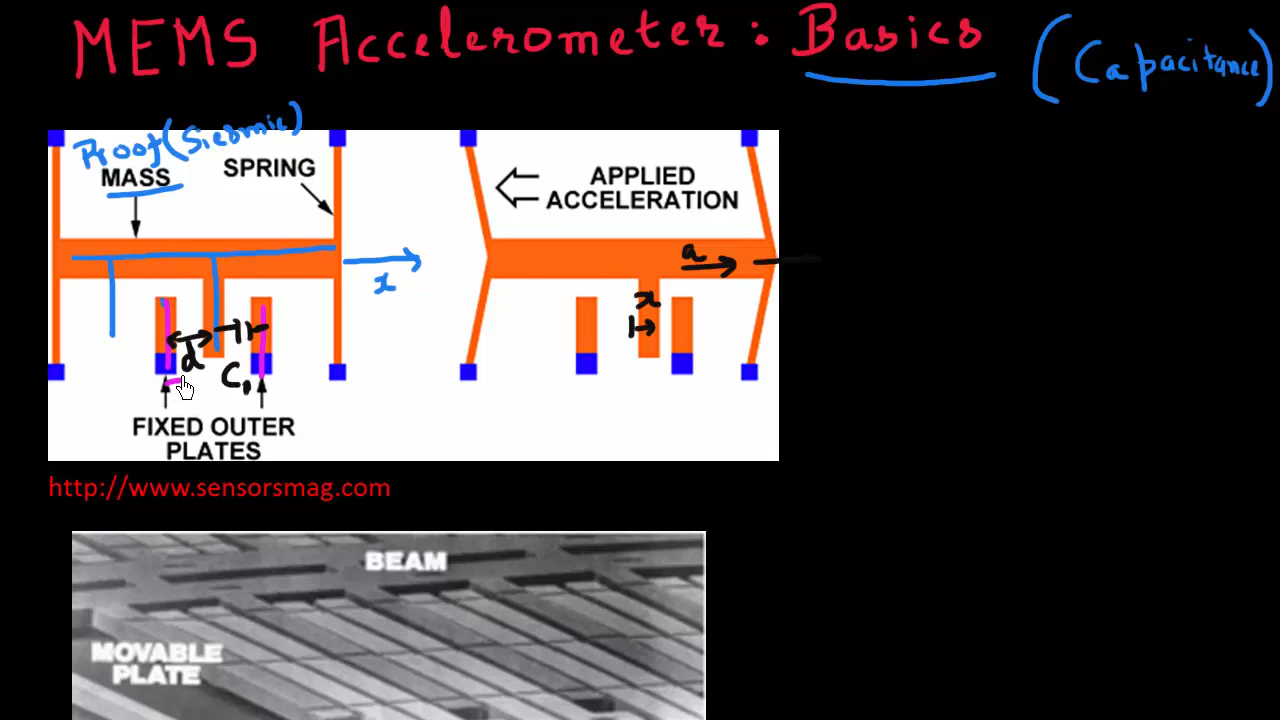 MEMS Accelerometer : Basics (Capacitance)
Proof (Siesmic)
MASS
SPRING
x
d
C1
FIXED OUTER
PLATES
APPLIED
ACCELERATION
a
x
http://www.sensorsmag.com
BEAM
MOVABLE
PLATE